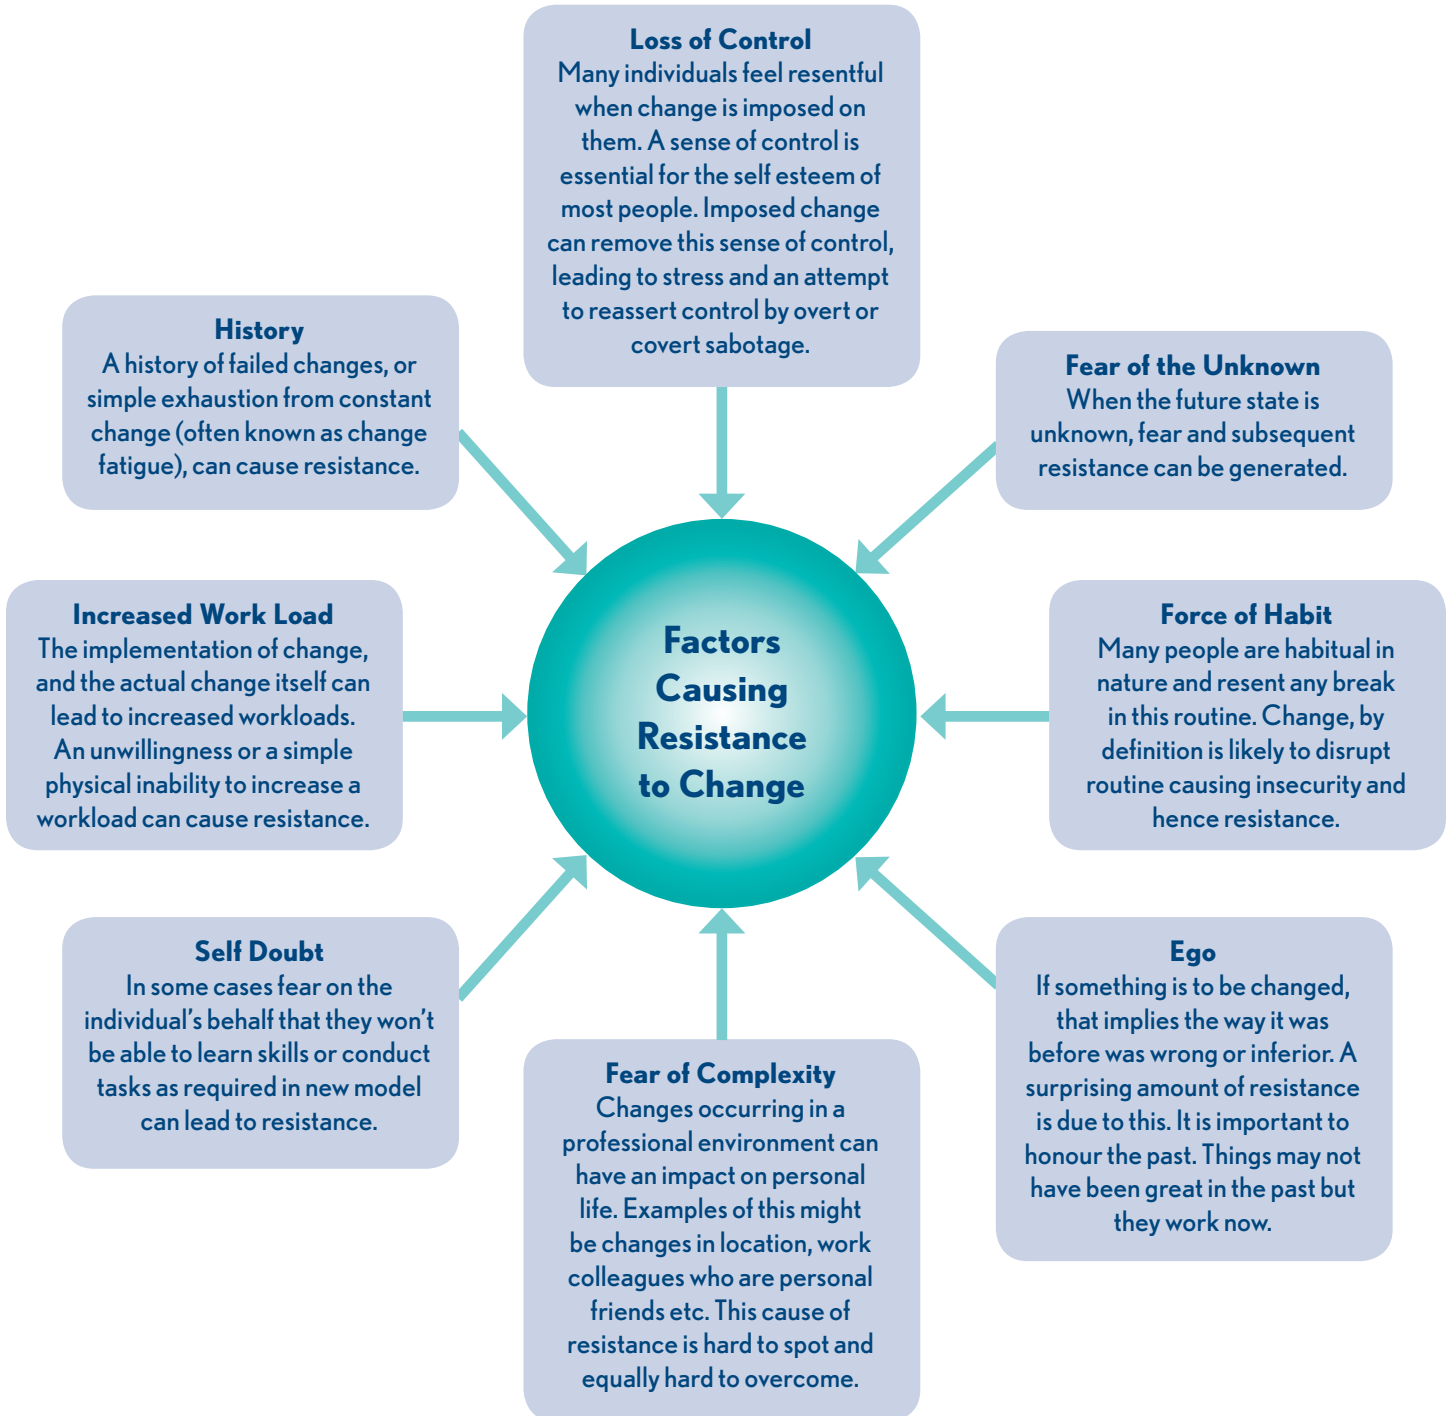 Loss of Control
Many individuals feel resentful
when change is imposed on
them. A sense of control is
essential for the self esteem of
most people. Imposed change
can remove this sense of control,
leading to stress and an attempt
to reassert control by overt or
covert sabotage.
History
A history of failed changes, or
simple exhaustion from constant
change (often known as change
fatigue), can cause resistance.
Fear of the Unknown
When the future state is
unknown, fear and subsequent
resistance can be generated.
Increased Work Load
The implementation of change,
and the actual change itself can
lead to increased workloads.
An unwillingness or a simple
physical inability to increase a
workload can cause resistance.
Factors
Causing
Resistance
to Change
Force of Habit
Many people are habitual in
nature and resent any break
in this routine. Change, by
definition is likely to disrupt
routine causing insecurity and
hence resistance.
Self Doubt
In some cases fear on the
individual's behalf that they won't
be able to learn skills or conduct
tasks as required in new model
can lead to resistance.
Fear of Complexity
Changes occurring in a
professional environment can
have an impact on personal
life. Examples of this might
be changes in location, work
colleagues who are personal
friends etc. This cause of
resistance is hard to spot and
equally hard to overcome.
Ego
If something is to be changed,
that implies the way it was
before was wrong or inferior. A
surprising amount of resistance
is due to this. It is important to
honour the past. Things may not
have been great in the past but
they work now.